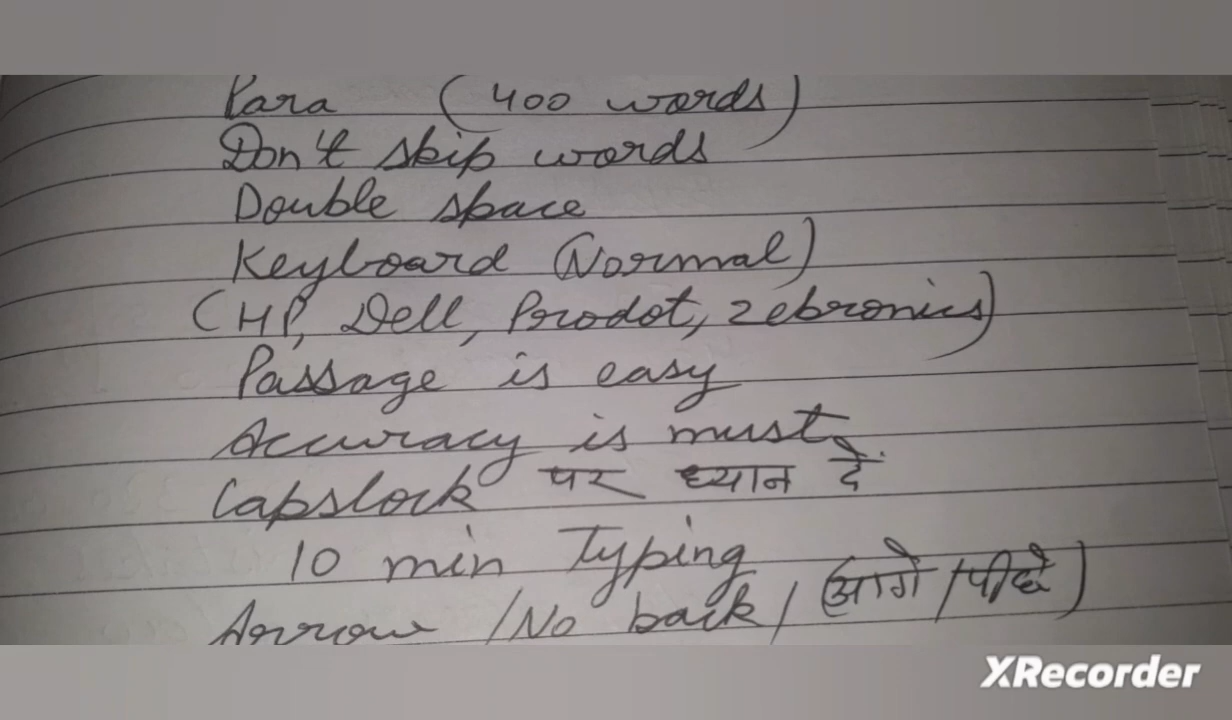 Para (400 words)
Don't skip words
Double space
Keyboard (Normal)
(HP, Dell, Prodot, zebronics)
Passage is easy
Accuracy is must
Capslock पर ध्यान दें
10 min Typing
Arrow /No back/ (आगे/पीछे)
XRecorder